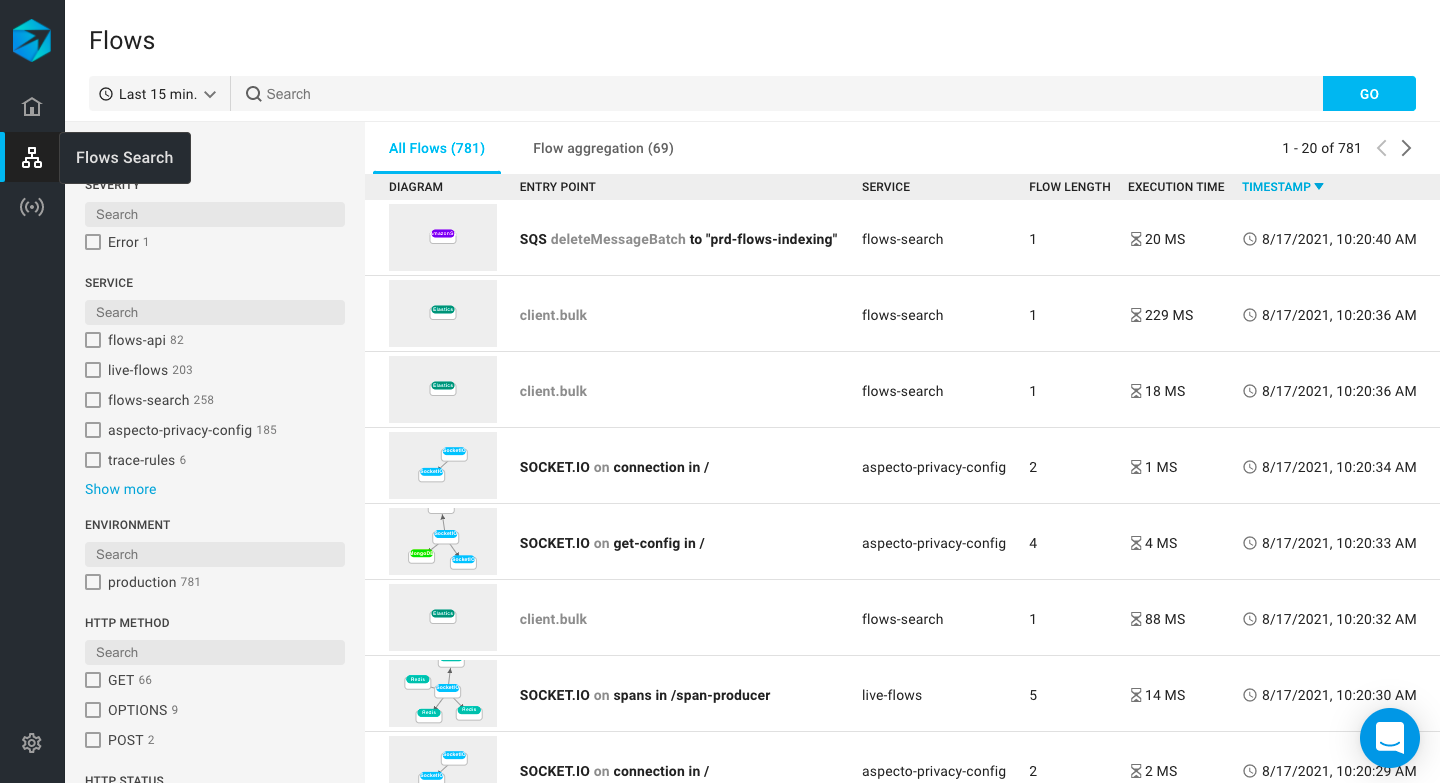 Flows
Last 15 min.
Search
GO
Flows Search
SEVERITY
Search
Error 1
SERVICE
Search
flows-api 82
live-flows 203
flows-search 258
aspecto-privacy-config 185
trace-rules 6
Show more
ENVIRONMENT
Search
production 781
HTTP METHOD
Search
GET 66
OPTIONS 9
POST 2
HTTP STATUS
All Flows (781) Flow aggregation (69) 1 - 20 of 781
DIAGRAM ENTRY POINT SERVICE FLOW LENGTH EXECUTION TIME TIMESTAMP
SQS deleteMessageBatch to "prd-flows-indexing" flows-search 1 20 MS 8/17/2021, 10:20:40 AM
Elastics client.bulk flows-search 1 229 MS 8/17/2021, 10:20:36 AM
Elastics client.bulk flows-search 1 18 MS 8/17/2021, 10:20:36 AM
SocketIO
SocketIO
SOCKET.IO on connection in / aspecto-privacy-config 2 1 MS 8/17/2021, 10:20:34 AM
SocketIO
MongoDB
SocketIO
SOCKET.IO on get-config in / aspecto-privacy-config 4 4 MS 8/17/2021, 10:20:33 AM
Elastics client.bulk flows-search 1 88 MS 8/17/2021, 10:20:32 AM
Redis
SocketIO
Redis
Redis
SOCKET.IO on spans in /span-producer live-flows 5 14 MS 8/17/2021, 10:20:30 AM
SocketIO
SocketIO
SOCKET.IO on connection in / aspecto-privacy-config 2 2 MS 8/17/2021, 10:20:29 AM